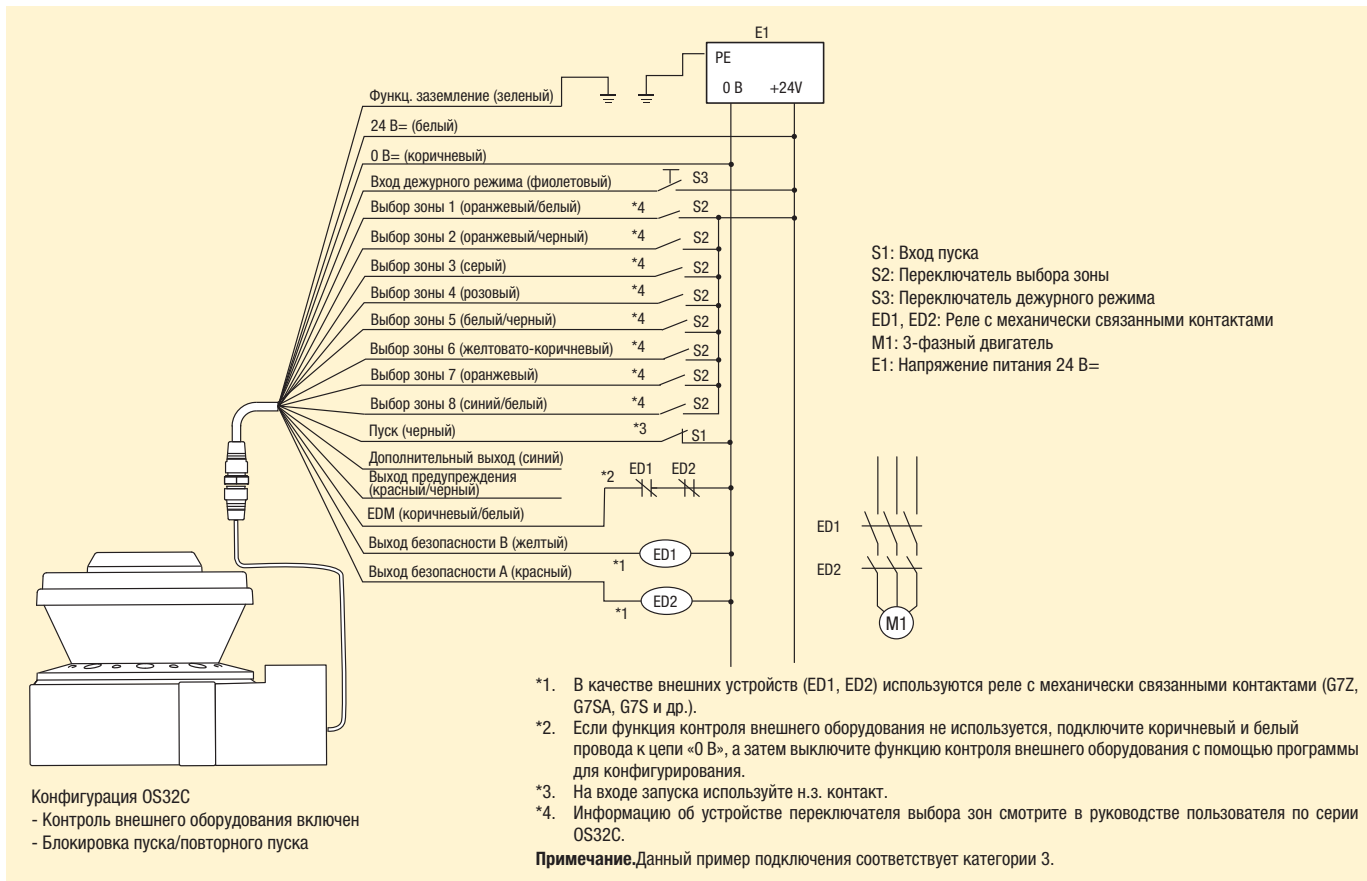 E1
PE
0 В +24V
Функц. заземление (зеленый)
24 В= (белый)
0 В= (коричневый)
Вход дежурного режима (фиолетовый) S3
Выбор зоны 1 (оранжевый/белый) *4 S2
Выбор зоны 2 (оранжевый/черный) *4 S2
Выбор зоны 3 (серый) *4 S2
Выбор зоны 4 (розовый) *4 S2
Выбор зоны 5 (белый/черный) *4 S2
Выбор зоны 6 (желтовато-коричневый) *4 S2
Выбор зоны 7 (оранжевый) *4 S2
Выбор зоны 8 (синий/белый) *4 S2
Пуск (черный) *3 S1
Дополнительный выход (синий)
Выход предупреждения
(красный/черный)
*2 ED1 ED2
EDM (коричневый/белый)
Выход безопасности В (желтый) *1 ED1
Выход безопасности А (красный) *1 ED2
S1: Вход пуска
S2: Переключатель выбора зоны
S3: Переключатель дежурного режима
ED1, ED2: Реле с механически связанными контактами
M1: 3-фазный двигатель
E1: Напряжение питания 24 В=
ED1
ED2
M1
Конфигурация OS32C
- Контроль внешнего оборудования включен
- Блокировка пуска/повторного пуска
*1. В качестве внешних устройств (ED1, ED2) используются реле с механически связанными контактами (G7Z,
G7SA, G7S и др.).
*2. Если функция контроля внешнего оборудования не используется, подключите коричневый и белый
провода к цепи «0 В», а затем выключите функцию контроля внешнего оборудования с помощью программы
для конфигурирования.
*3. На входе запуска используйте н.з. контакт.
*4. Информацию об устройстве переключателя выбора зон смотрите в руководстве пользователя по серии
OS32C.
Примечание.Данный пример подключения соответствует категории 3.